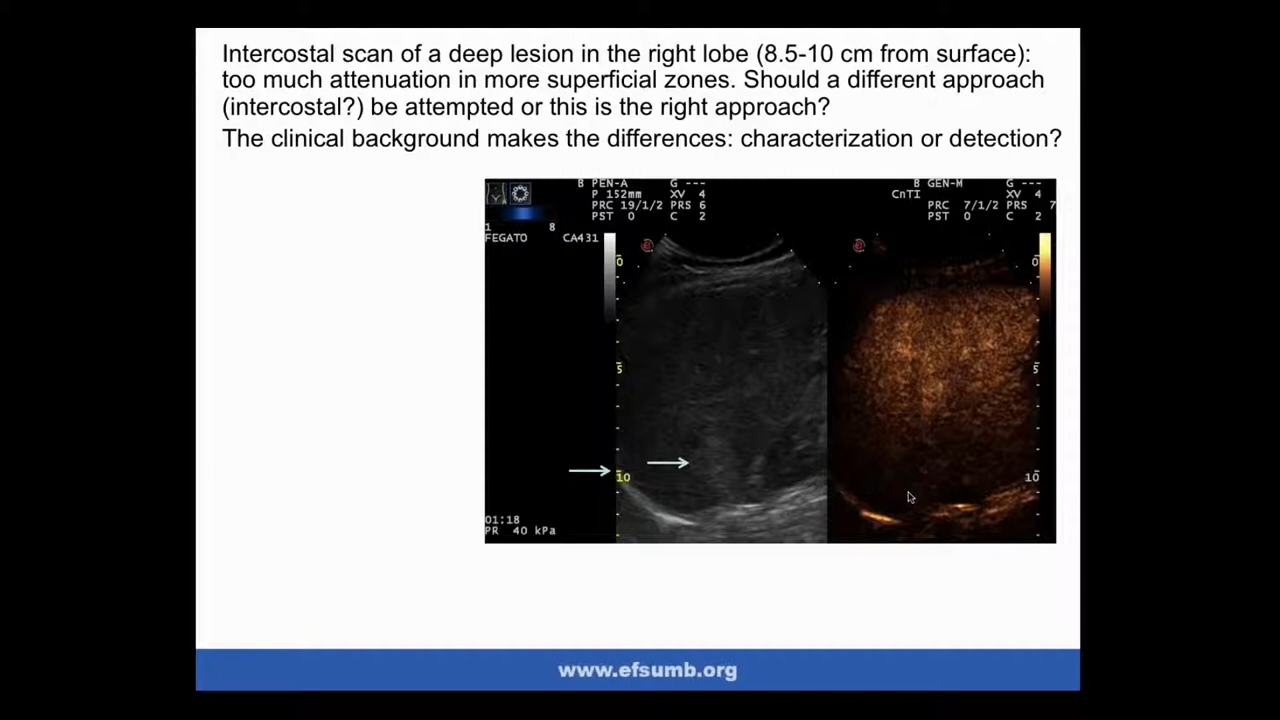 Intercostal scan of a deep lesion in the right lobe (8.5-10 cm from surface):
too much attenuation in more superficial zones. Should a different approach
(intercostal?) be attempted or this is the right approach?
The clinical background makes the differences: characterization or detection?
B PEN-A G ---
P 152mm XV 4
PRC 19/1/2 PRS 6
PST 0 C 2
B GEN-M G ---
CnTI XV 4
PRC 7/1/2 PRS 7
PST 0 C 2
1 8
FEGATO CA431
0
5
10
0
5
10
01:18
PR 40 kPa
www.efsumb.org